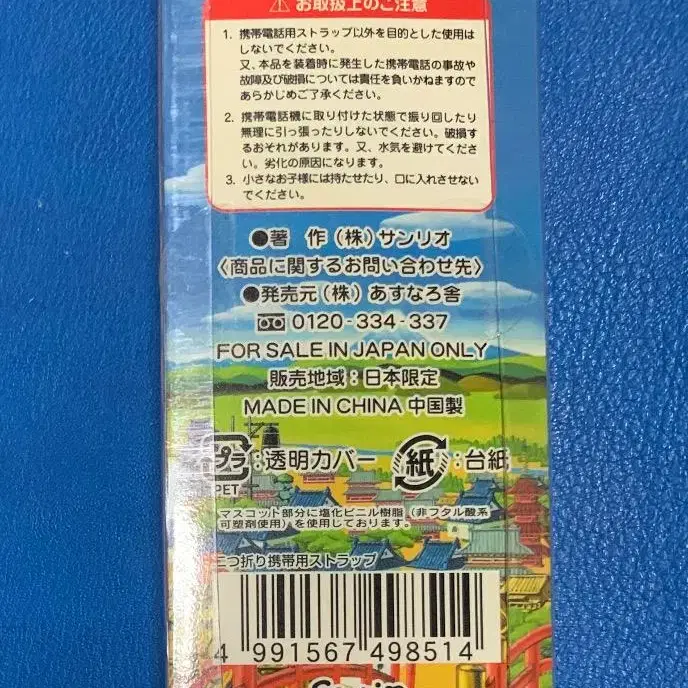 ⚠ お取扱上のご注意
1. 携帯電話用ストラップ以外を目的とした使用は
しないでください。
又、本品を装着時に発生した携帯電話の事故や
故障及び破損については責任を負いかねますので
あらかじめご了承ください。
2. 携帯電話機に取り付けた状態で振り回したり
無理に引っ張ったりしないでください。破損す
るおそれがあります。又、水気を避けてくださ
い。劣化の原因になります。
3. 小さなお子様には持たせたり、口に入れさせない
でください。
●著 作(株)サンリオ
〈商品に関するお問い合わせ先〉
●発売元(株)あすなろ舎
0120-334-337
FOR SALE IN JAPAN ONLY
販売地域:日本限定
MADE IN CHINA 中国製
プラ:透明カバー 紙:台紙
PET
マスコット部分に塩化ビニル樹脂(非フタル酸系
可塑剤使用)を使用しております。
二つ折り携帯用ストラップ
4 991567 498514